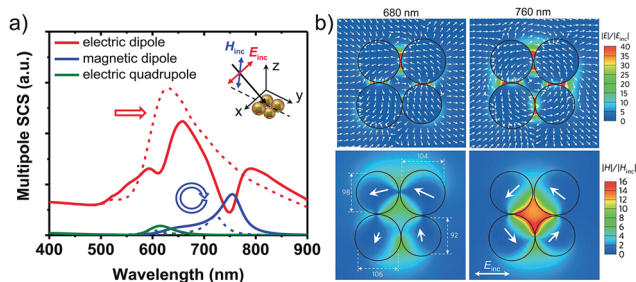 a)
Multipole SCS (a.u.)
electric dipole
magnetic dipole
electric quadrupole
H_inc
E_inc
z
y
x
400 500 600 700 800 900
Wavelength (nm)
b)
680 nm
760 nm
|E|/|E_inc|
40
35
30
25
20
15
10
5
0
104
98
92
106
E_inc
|H|/|H_inc|
16
14
12
10
8
6
4
2
0